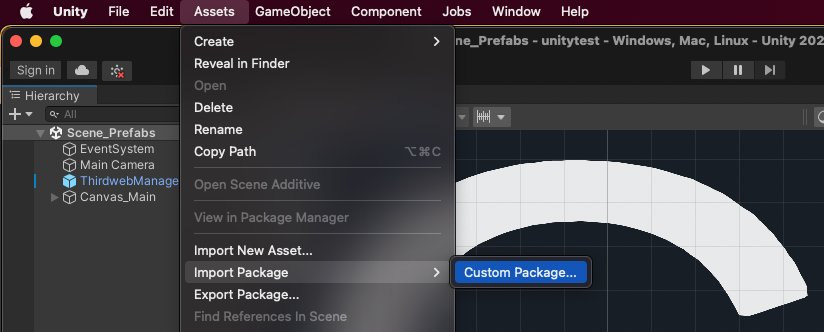 Unity File Edit Assets GameObject Component Jobs Window Help
ne_Prefabs - unitytest - Windows, Mac, Linux - Unity 202
Sign in
Hierarchy
All
Scene_Prefabs
EventSystem
Main Camera
ThirdwebManage
Canvas_Main
Create
Reveal in Finder
Open
Delete
Rename
Copy Path ⌥⌘C
Open Scene Additive
View in Package Manager
Import New Asset...
Import Package
Custom Package...
Export Package...
Find References In Scene